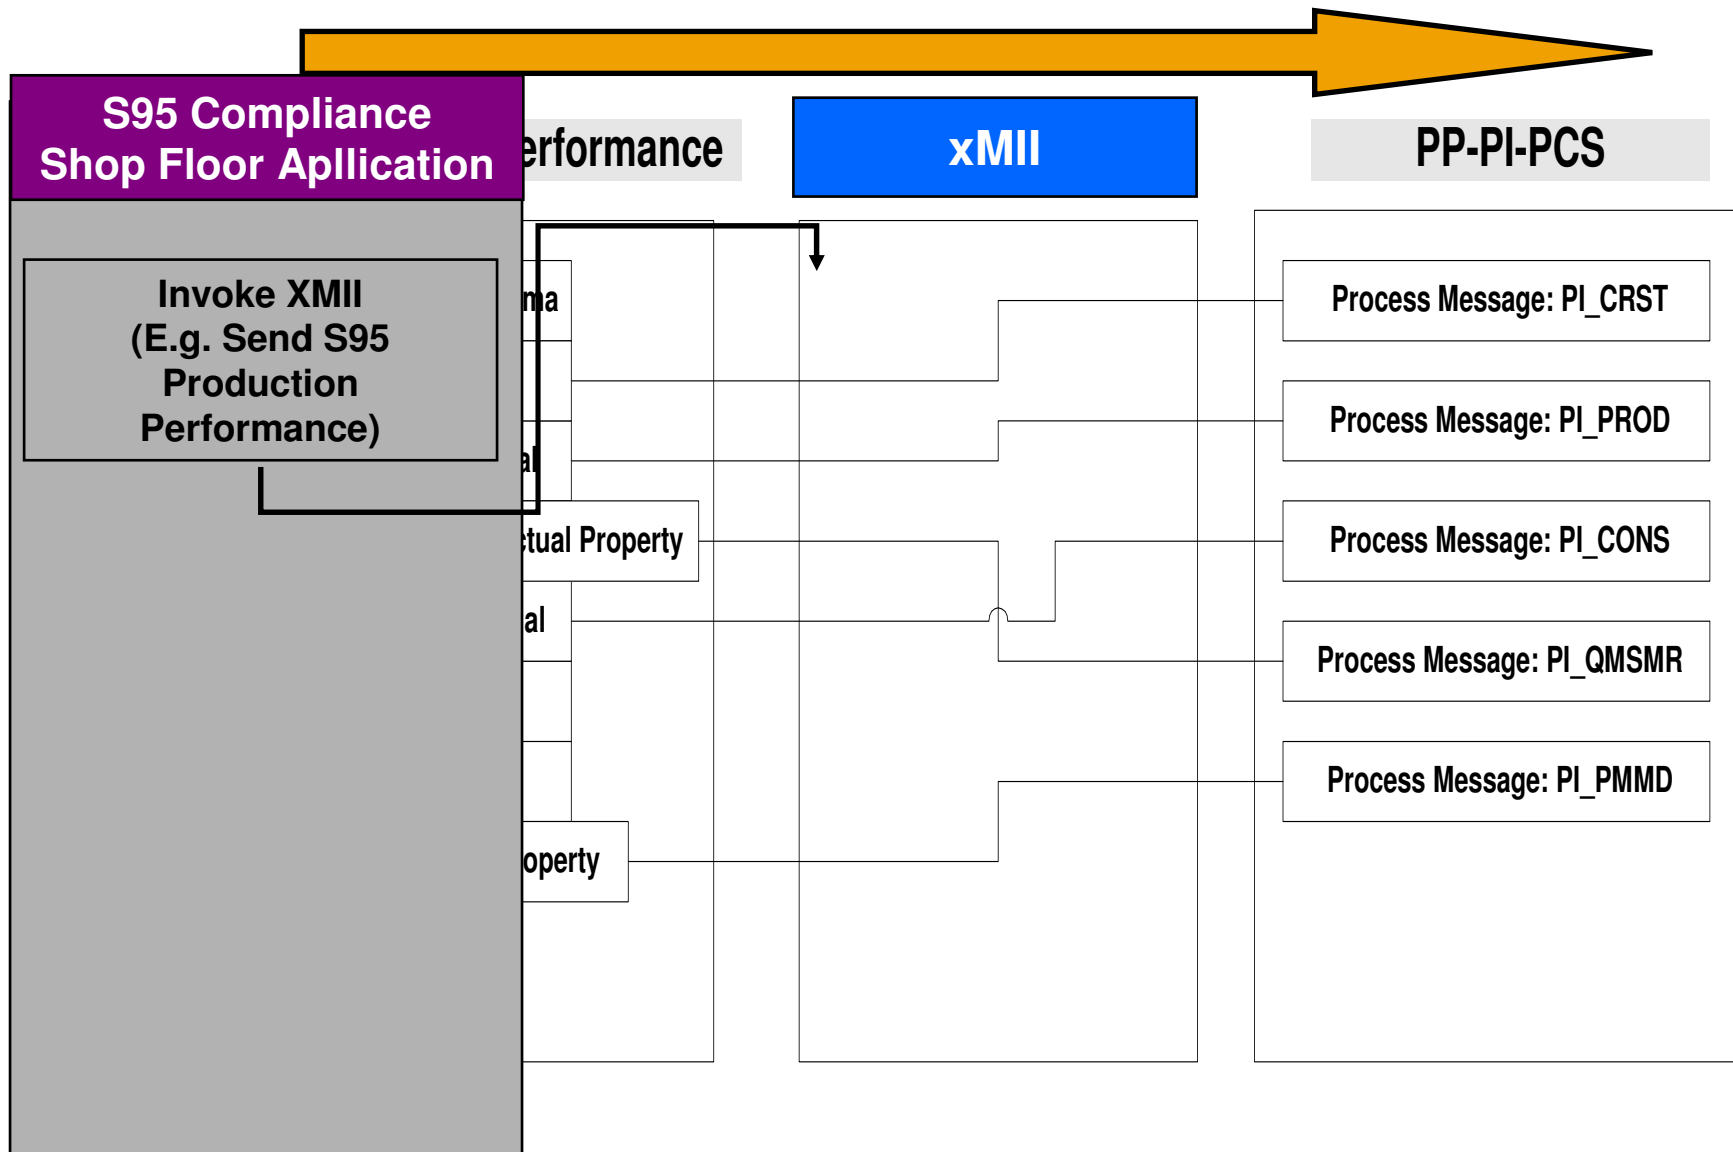 S95 Compliance
Shop Floor Apllication
erformance
xMII
PP-PI-PCS
Invoke XMII
(E.g. Send S95
Production
Performance)
ma
al
ctual Property
al
operty
Process Message: PI_CRST
Process Message: PI_PROD
Process Message: PI_CONS
Process Message: PI_QMSMR
Process Message: PI_PMMD